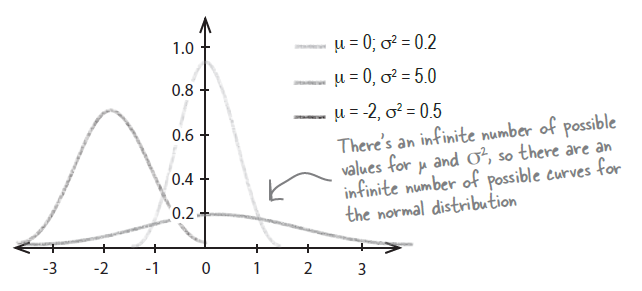 1.0
0.8
0.6
0.4
0.2
-3 -2 -1 0 1 2 3
μ = 0; σ² = 0.2
μ = 0, σ² = 5.0
μ = -2, σ² = 0.5
There's an infinite number of possible
values for μ and σ², so there are an
infinite number of possible curves for
the normal distribution